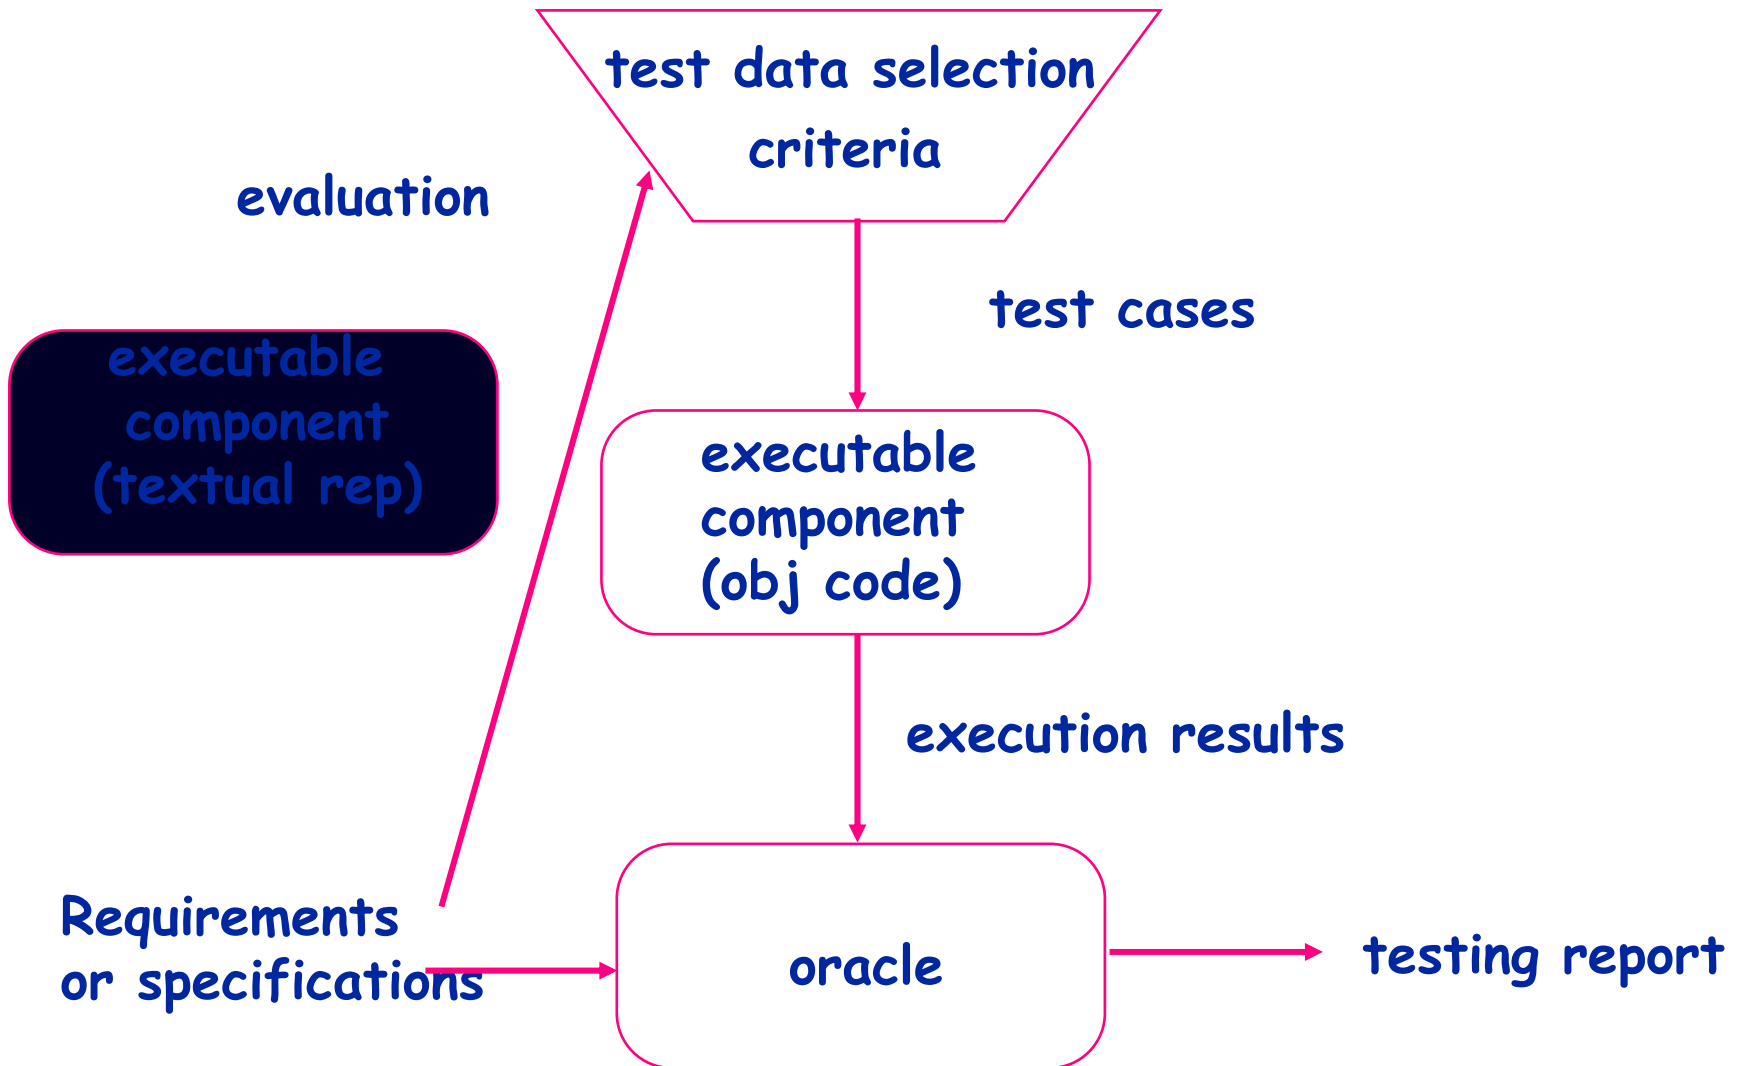 test data selection
criteria
evaluation
test cases
executable
component
(textual rep)
executable
component
(obj code)
execution results
Requirements
or specifications
oracle
testing report